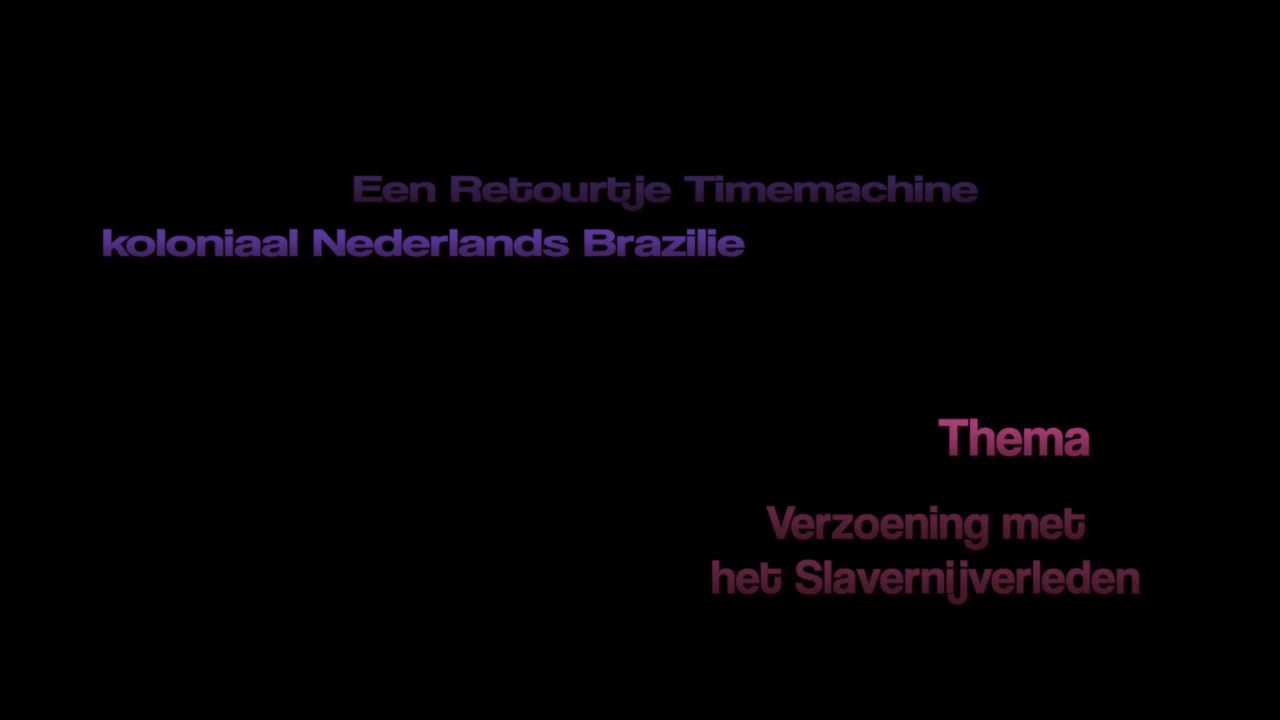 Een Retourtje Timemachine
koloniaal Nederlands Brazilie
Thema
Verzoening met
het Slavernijverleden